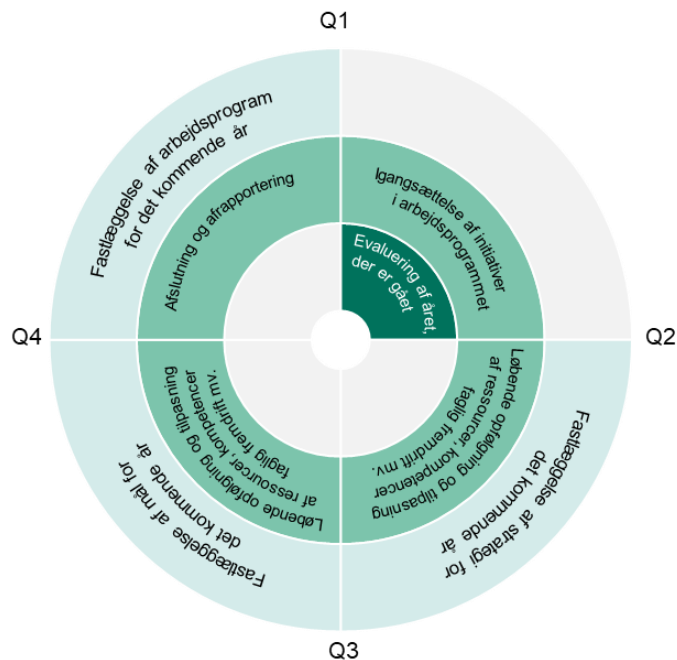 Q1
Fastlæggelse af arbejdsprogram
for det kommende år
Afslutning og afrapportering
Igangsættelse af initiativer
i arbejdsprogrammet
Evaluering af året,
der er gået
Q4
Q2
Løbende opfølgning og tilpasning
af ressourcer, kompetencer
faglig fremdrift mv.
Løbende opfølgning og tilpasning
af ressourcer, kompetencer
faglig fremdrift mv.
Fastlæggelse af mål for
det kommende år
Fastlæggelse af strategi for
det kommende år
Q3